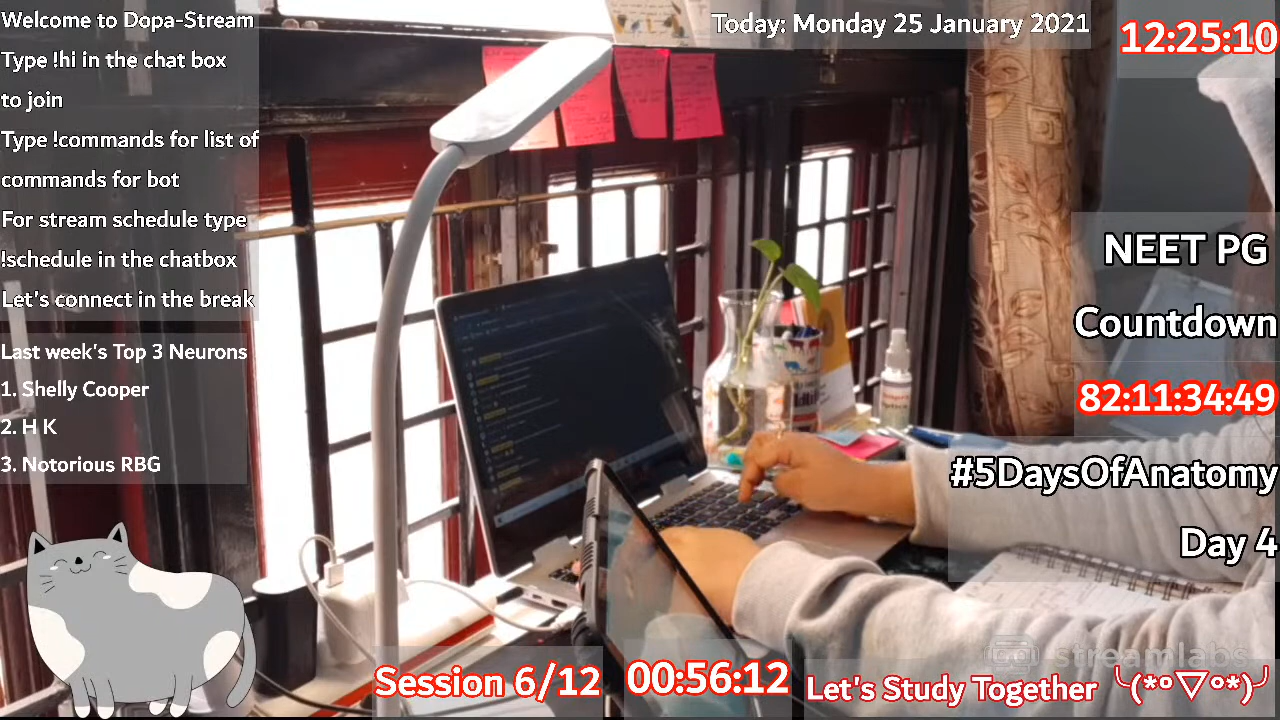 Welcome to Dopa-Stream
Type !hi in the chat box
to join
Type !commands for list of
commands for bot
For stream schedule type
!schedule in the chatbox
Let's connect in the break
Last week's Top 3 Neurons
1. Shelly Cooper
2. H K
3. Notorious RBG
Today: Monday 25 January 2021
12:25:10
NEET PG
Countdown
82:11:34:49
#5DaysOfAnatomy
Day 4
streamlabs
Session 6/12
00:56:12
Let's Study Together ╰(*°▽°*)╯